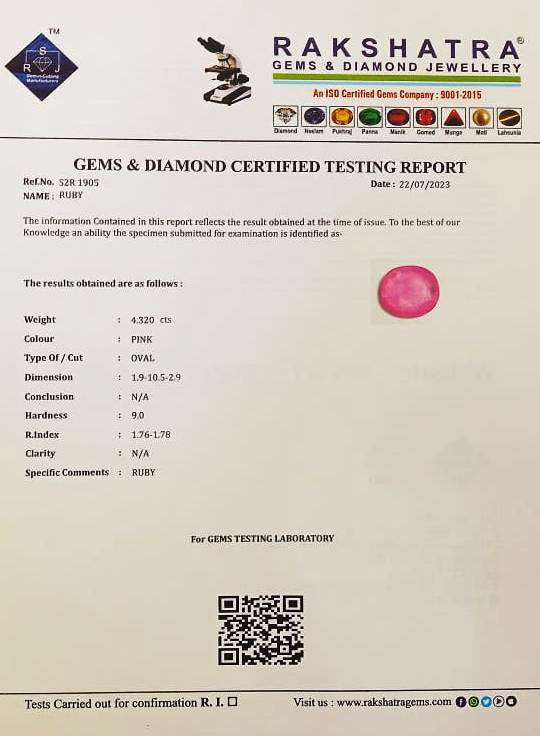 TM
S
R J
Gemes-Cutting
Manufacturers
RAKSHATRA®
GEMS & DIAMOND JEWELLERY
An ISO Certified Gems Company : 9001-2015
Diamond Neelam Pukhraj Panna Manik Gomed Munga Moti Lahsunia
GEMS & DIAMOND CERTIFIED TESTING REPORT
Ref.No. S2R 1905 Date : 22/07/2023
NAME : RUBY
The information Contained in this report reflects the result obtained at the time of issue. To the best of our
Knowledge an ability the specimen submitted for examination is identified as-
The results obtained are as follows :
Weight : 4.320 cts
Colour : PINK
Type Of / Cut : OVAL
Dimension : 1.9-10.5-2.9
Conclusion : N/A
Hardness : 9.0
R.Index : 1.76-1.78
Clarity : N/A
Specific Comments : RUBY
For GEMS TESTING LABORATORY
Tests Carried out for confirmation R. I. ☐ Visit us : www.rakshatragems.com